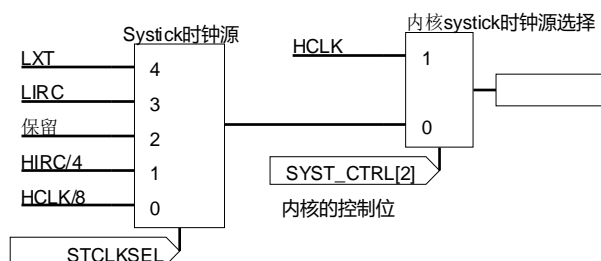 Systick时钟源
LXT
4
LIRC
3
保留
2
HIRC/4
1
HCLK/8
0
STCLKSEL
内核systick时钟源选择
HCLK
1
0
SYST_CTRL[2]
内核的控制位